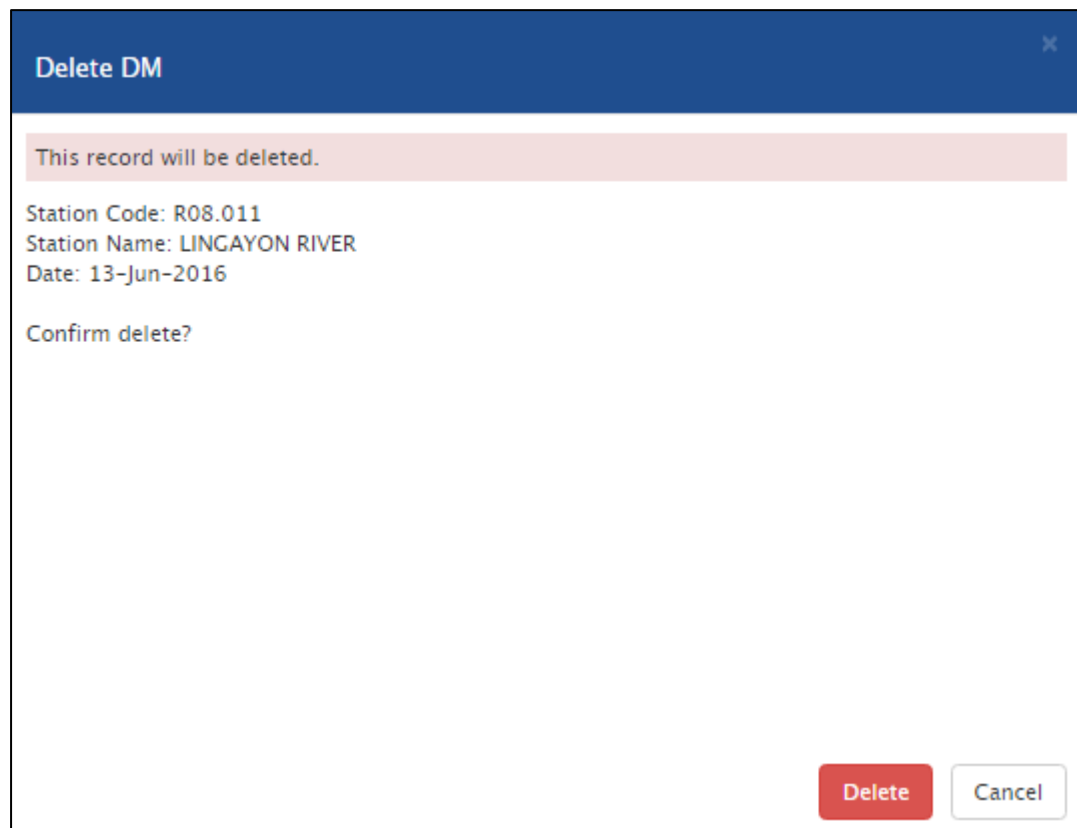 Delete DM
×
This record will be deleted.
Station Code: R08.011
Station Name: LINGAYON RIVER
Date: 13-Jun-2016
Confirm delete?
Delete
Cancel